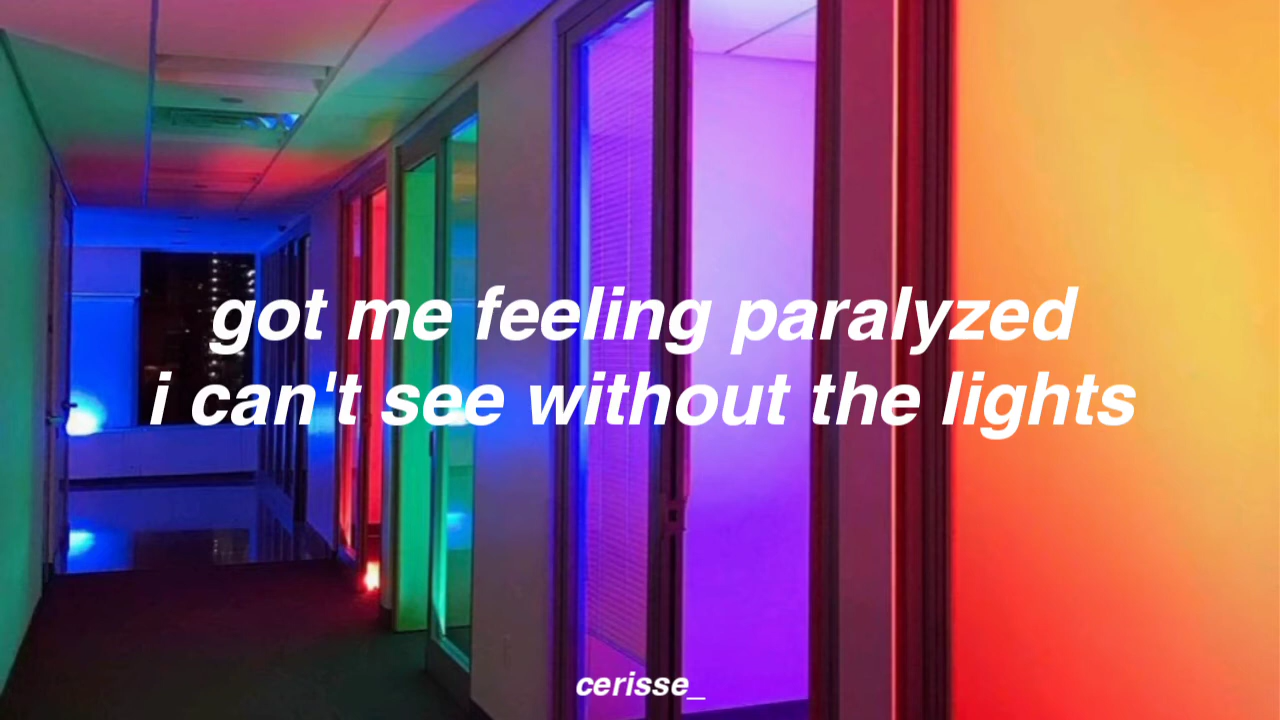 got me feeling paralyzed
i can't see without the lights
cerisse_